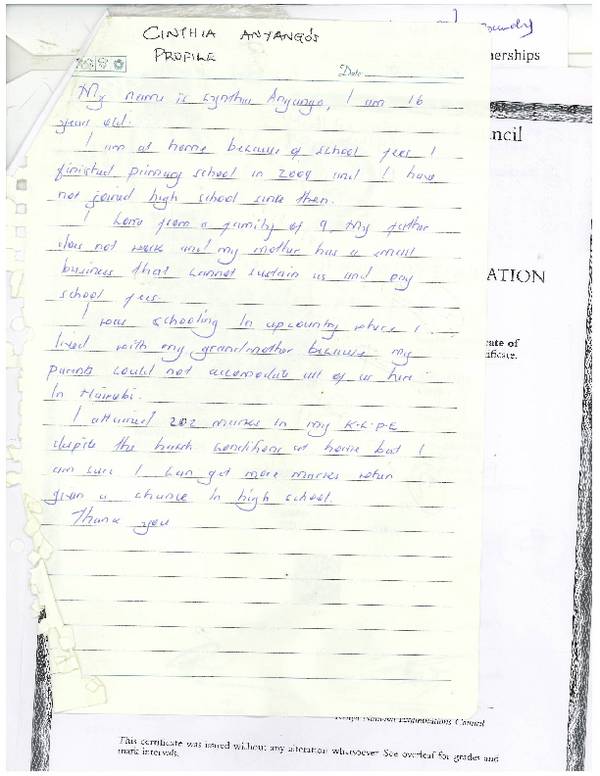 CINTHIA ANYANGO'S
PROFILE
nerships
Date
My name is Cynthia Anyango, I am 16
years old.
I am at home because of school fees I
finished primary school in 2009 and I have
not joined high school since then.
I come from a family of 9. My father
does not work and my mother has a small
business that cannot sustain us and pay
school fees.
I was schooling in upcountry where I
lived with my grandmother because my
parents could not accomodate all of us here
In Nairobi.
I attained 202 marks in my K.C.P.E
despite the harsh conditions at home but I
am sure I can get more marks when
given a chance in high school.
Thank you
ncil
ATION
ate of
ificate.
Kenya National Examinations Council
This certificate was issued without any alteration whatsoever. See overleaf for grades and
mark intervals.